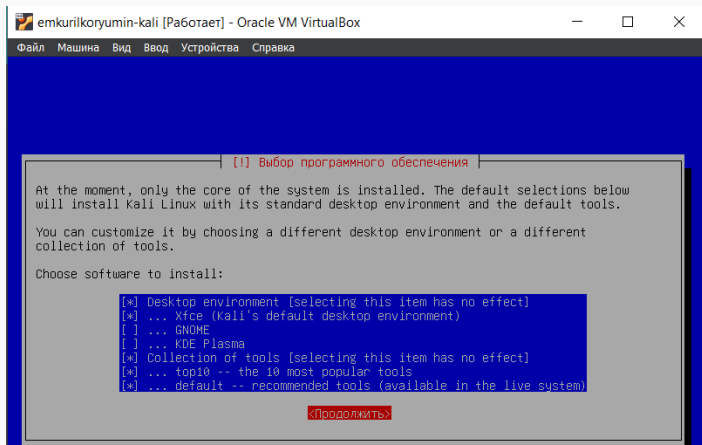 emkurilkoryumin-kali [Работает] - Oracle VM VirtualBox
Файл Машина Вид Ввод Устройства Справка
[!] Выбор программного обеспечения
At the moment, only the core of the system is installed. The default selections below
will install Kali Linux with its standard desktop environment and the default tools.
You can customize it by choosing a different desktop environment or a different
collection of tools.
Choose software to install:
[*] Desktop environment [selecting this item has no effect]
[*] ... Xfce (Kali's default desktop environment)
[ ] ... GNOME
[ ] ... KDE Plasma
[*] Collection of tools [selecting this item has no effect]
[*] ... top10 -- the 10 most popular tools
[*] ... default -- recommended tools (available in the live system)
<Продолжить>